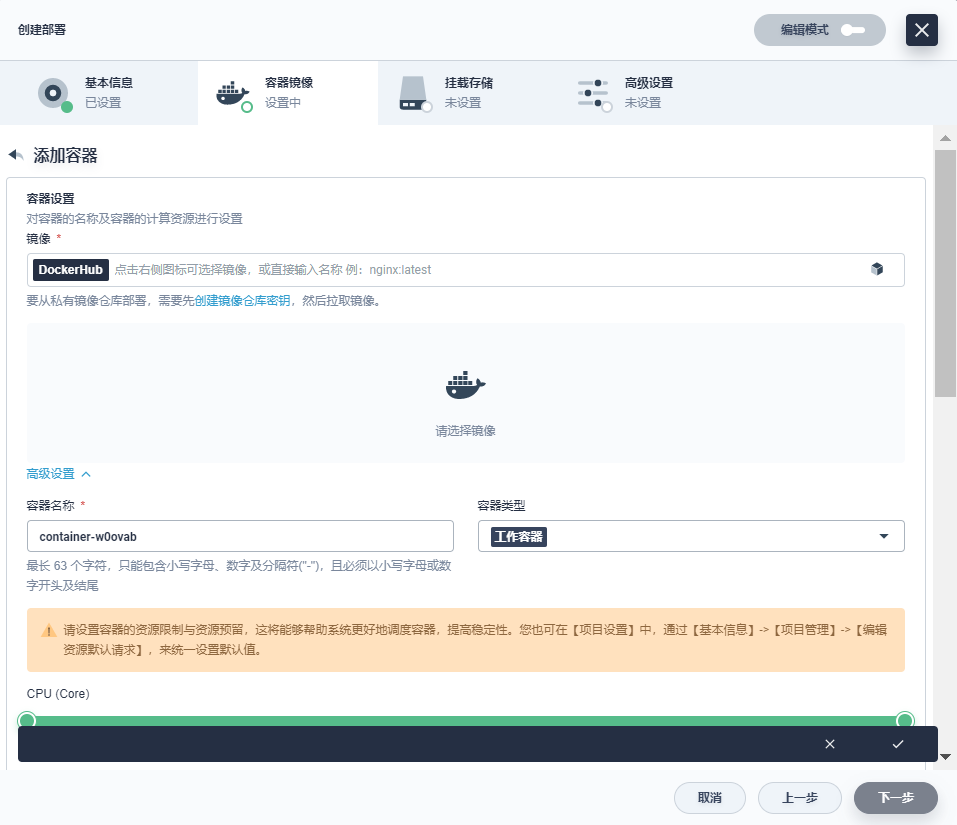 创建部署
编辑模式
基本信息
已设置
容器镜像
设置中
挂载存储
未设置
高级设置
未设置
添加容器
容器设置
对容器的名称及容器的计算资源进行设置
镜像 *
DockerHub 点击右侧图标可选择镜像，或直接输入名称 例：nginx:latest
要从私有镜像仓库部署，需要先创建镜像仓库密钥，然后拉取镜像。
请选择镜像
高级设置
容器名称 *
容器类型
container-w0ovab
工作容器
最长 63 个字符，只能包含小写字母、数字及分隔符("-")，且必须以小写字母或数
字开头及结尾
请设置容器的资源限制与资源预留，这将能够帮助系统更好地调度容器，提高稳定性。您也可在【项目设置】中，通过【基本信息】->【项目管理】->【编辑
资源默认请求】，来统一设置默认值。
CPU (Core)
取消
上一步
下一步